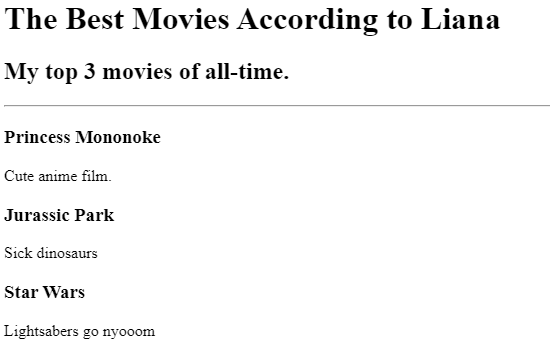 The Best Movies According to Liana
My top 3 movies of all-time.
Princess Mononoke
Cute anime film.
Jurassic Park
Sick dinosaurs
Star Wars
Lightsabers go nyooom